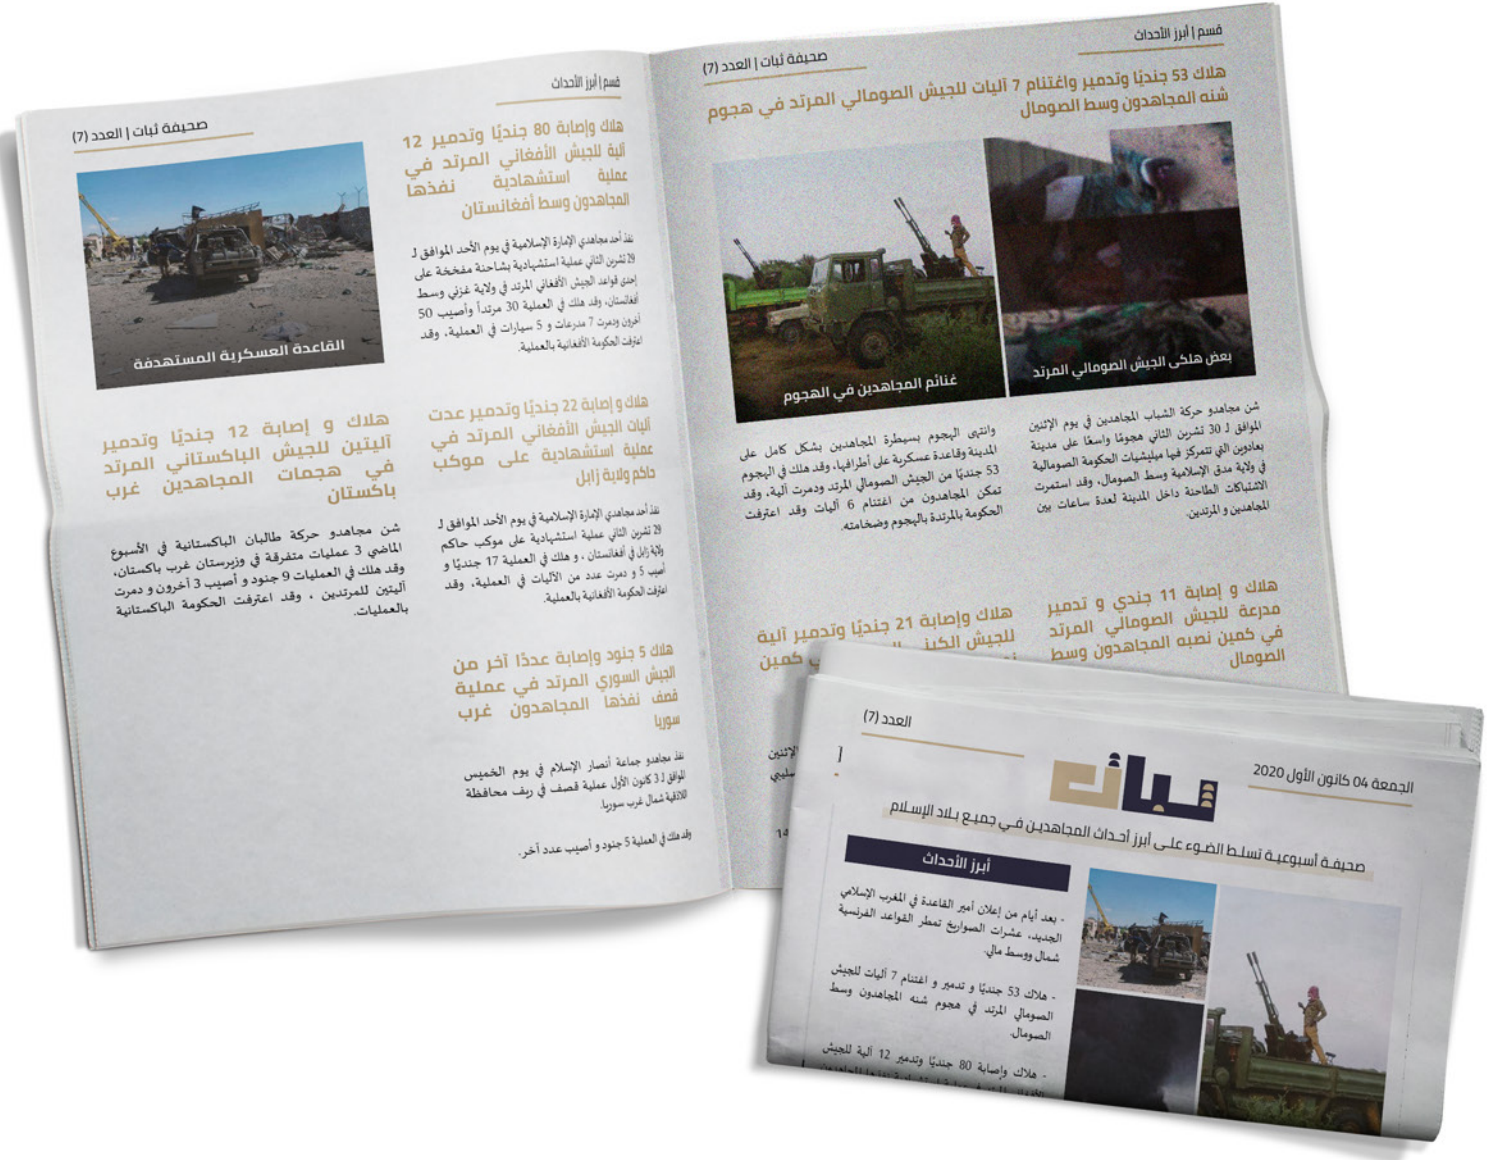 قسم | أبرز الأحداث
صحيفة ثبات | العدد (7)
هلاك 53 جنديًا وتدمير واغتنام 7 آليات للجيش الصومالي المرتد في هجوم
شنه المجاهدون وسط الصومال
بعض هلكى الجيش الصومالي المرتد
غنائم المجاهدين في الهجوم
شن مجاهدو حركة الشباب المجاهدين في يوم الإثنين
الموافق لـ 30 تشرين الثاني هجومًا واسعًا على مدينة
بعادوين التي تتمركز فيها ميليشيات الحكومة الصومالية
في ولاية مدق الإسلامية وسط الصومال، وقد استمرت
الاشتباكات الطاحنة داخل المدينة لعدة ساعات بين
المجاهدين و المرتدين.
وانتهى الهجوم بسيطرة المجاهدين بشكل كامل على
المدينة وقاعدة عسكرية على أطرافها، وقد هلك في الهجوم
53 جنديًا من الجيش الصومالي المرتد ودمرت آلية، وقد
تمكن المجاهدون من اغتنام 6 آليات وقد اعترفت
الحكومة بالمرتدة بالهجوم وضخامته.
هلاك و إصابة 11 جندي و تدمير
مدرعة للجيش الصومالي المرتد
في كمين نصبه المجاهدون وسط
الصومال
هلاك وإصابة 21 جنديًا وتدمير آلية
للجيش الكيني
كمين
الإثنين
14
قسم | أبرز الأحداث
صحيفة ثبات | العدد (7)
هلاك وإصابة 80 جنديًا وتدمير 12
آلية للجيش الأفغاني المرتد في
عملية استشهادية نفذها
المجاهدون وسط أفغانستان
نفذ أحد مجاهدي الإمارة الإسلامية في يوم الأحد الموافق لـ
29 تشرين الثاني عملية استشهادية بشاحنة مفخخة على
إحدى قواعد الجيش الأفغاني المرتد في ولاية غزني وسط
أفغانستان، وقد هلك في العملية 30 مرتداً وأصيب 50
آخرون ودمرت 7 مدرعات و 5 سيارات في العملية، وقد
اعترفت الحكومة الأفغانية بالعملية.
هلاك و إصابة 22 جنديًا وتدمير عدت
آليات الجيش الأفغاني المرتد في
عملية استشهادية على موكب
حاكم ولاية زابل
نفذ أحد مجاهدي الإمارة الإسلامية في يوم الأحد الموافق لـ
29 تشرين الثاني عملية استشهادية على موكب حاكم
ولاية زابل في أفغانستان ، و هلك في العملية 17 جنديًا و
أصيب 5 و دمرت عدد من الآليات في العملية، وقد
اعترفت الحكومة الأفغانية بالعملية.
هلاك 5 جنود وإصابة عددًا آخر من
الجيش السوري المرتد في عملية
قصف نفذها المجاهدون غرب
سوريا
نفذ مجاهدو جماعة أنصار الإسلام في يوم الخميس
الموافق لـ 3 كانون الأول عملية قصف في ريف محافظة
اللاذقية شمال غرب سوريا.
وقد هلك في العملية 5 جنود و أصيب عدد آخر.
القاعدة العسكرية المستهدفة
هلاك و إصابة 12 جنديًا وتدمير
آليتين للجيش الباكستاني المرتد
في هجمات المجاهدين غرب
باكستان
شن مجاهدو حركة طالبان الباكستانية في الأسبوع
الماضي 3 عمليات متفرقة في وزيرستان غرب باكستان،
وقد هلك في العمليات 9 جنود و أصيب 3 آخرون و دمرت
آليتين للمرتدين ، وقد اعترفت الحكومة الباكستانية
بالعمليات.
الجمعة 04 كانون الأول 2020
العدد (7)
ثبات
صحيفة أسبوعية تسلط الضوء على أبرز أحداث المجاهدين في جميع بلاد الإسلام
أبرز الأحداث
- بعد أيام من إعلان أمير القاعدة في المغرب الإسلامي
الجديد، عشرات الصواريخ تمطر القواعد الفرنسية
شمال ووسط مالي.
- هلاك 53 جنديًا و تدمير و اغتنام 7 آليات للجيش
الصومالي المرتد في هجوم شنه المجاهدون وسط
الصومال.
- هلاك وإصابة 80 جنديًا وتدمير 12 آلية للجيش